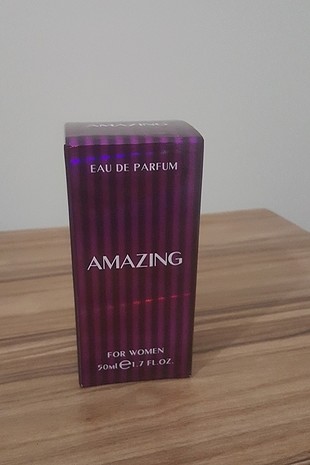 AMAZING
EAU DE PARFUM
AMAZING
FOR WOMEN
50ml ℮ 1.7 FL.OZ.